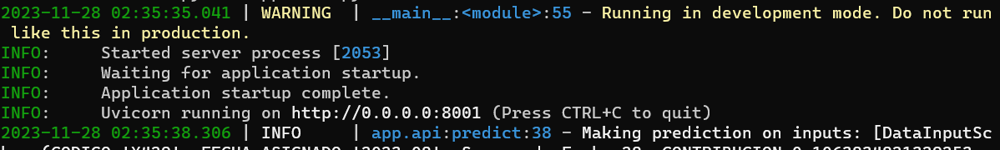 2023-11-28 02:35:35.041 | WARNING  | __main__:<module>:55 - Running in development mode. Do not run
like this in production.
INFO:     Started server process [2053]
INFO:     Waiting for application startup.
INFO:     Application startup complete.
INFO:     Uvicorn running on http://0.0.0.0:8001 (Press CTRL+C to quit)
2023-11-28 02:35:38.306 | INFO     | app.api:predict:38 - Making prediction on inputs: [DataInputSc